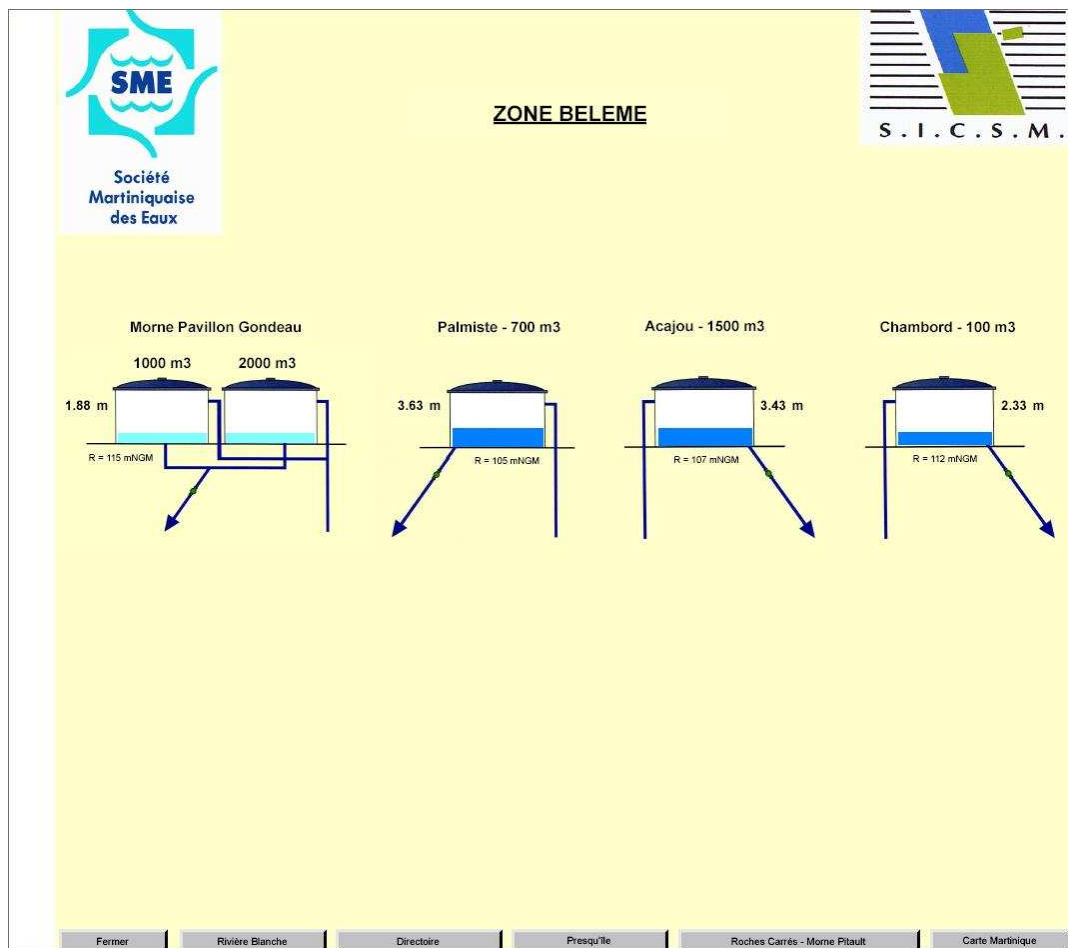 SME
Société
Martiniquaise
des Eaux
ZONE BELEME
S. I. C. S. M.
Morne Pavillon Gondeau
1000 m3
2000 m3
1.88 m
R = 115 mNGM
Palmiste - 700 m3
3.63 m
R = 105 mNGM
Acajou - 1500 m3
3.43 m
R = 107 mNGM
Chambord - 100 m3
2.33 m
R = 112 mNGM
Fermer
Rivière Blanche
Directoire
Presqu'île
Roches Carrés - Morne Pitault
Carte Martinique